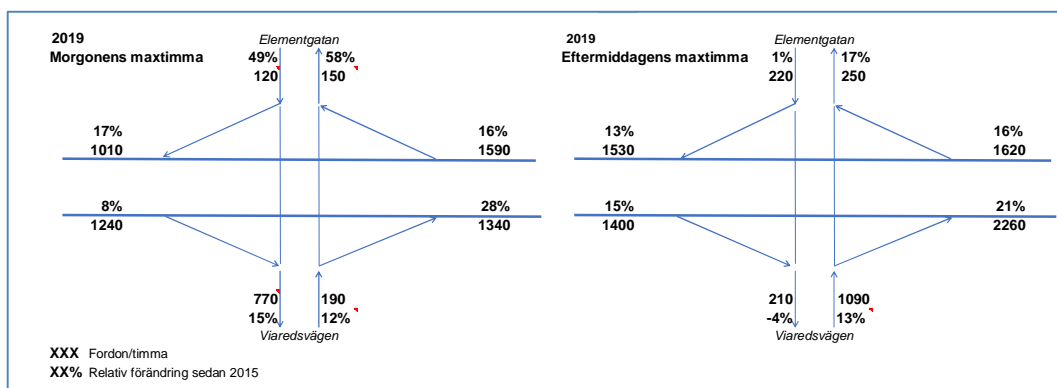 2019
Morgonens maxtimma
Elementgatan
49% 58%
120 150
17% 16%
1010 1590
8% 28%
1240 1340
770 190
15% 12%
Viaredsvägen
2019
Eftermiddagens maxtimma
Elementgatan
1% 17%
220 250
13% 16%
1530 1620
15% 21%
1400 2260
210 1090
-4% 13%
Viaredsvägen
XXX Fordon/timma
XX% Relativ förändring sedan 2015